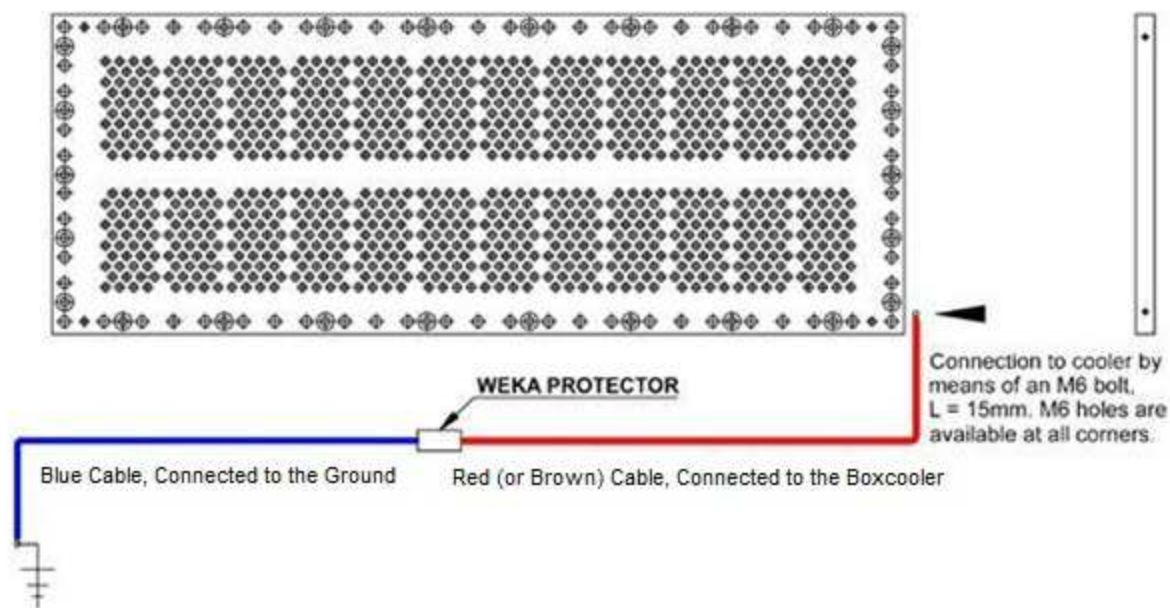 Connection to cooler by
means of an M6 bolt,
L = 15mm. M6 holes are
available at all corners.
WEKA PROTECTOR
Blue Cable, Connected to the Ground
Red (or Brown) Cable, Connected to the Boxcooler